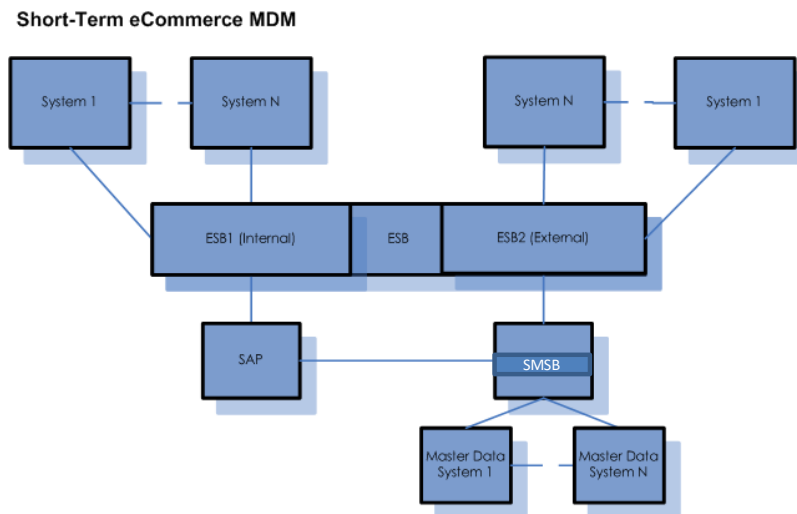 Short-Term eCommerce MDM
System 1
System N
System N
System 1
ESB1 (Internal)
ESB
ESB2 (External)
SAP
SMSB
Master Data
System 1
Master Data
System N